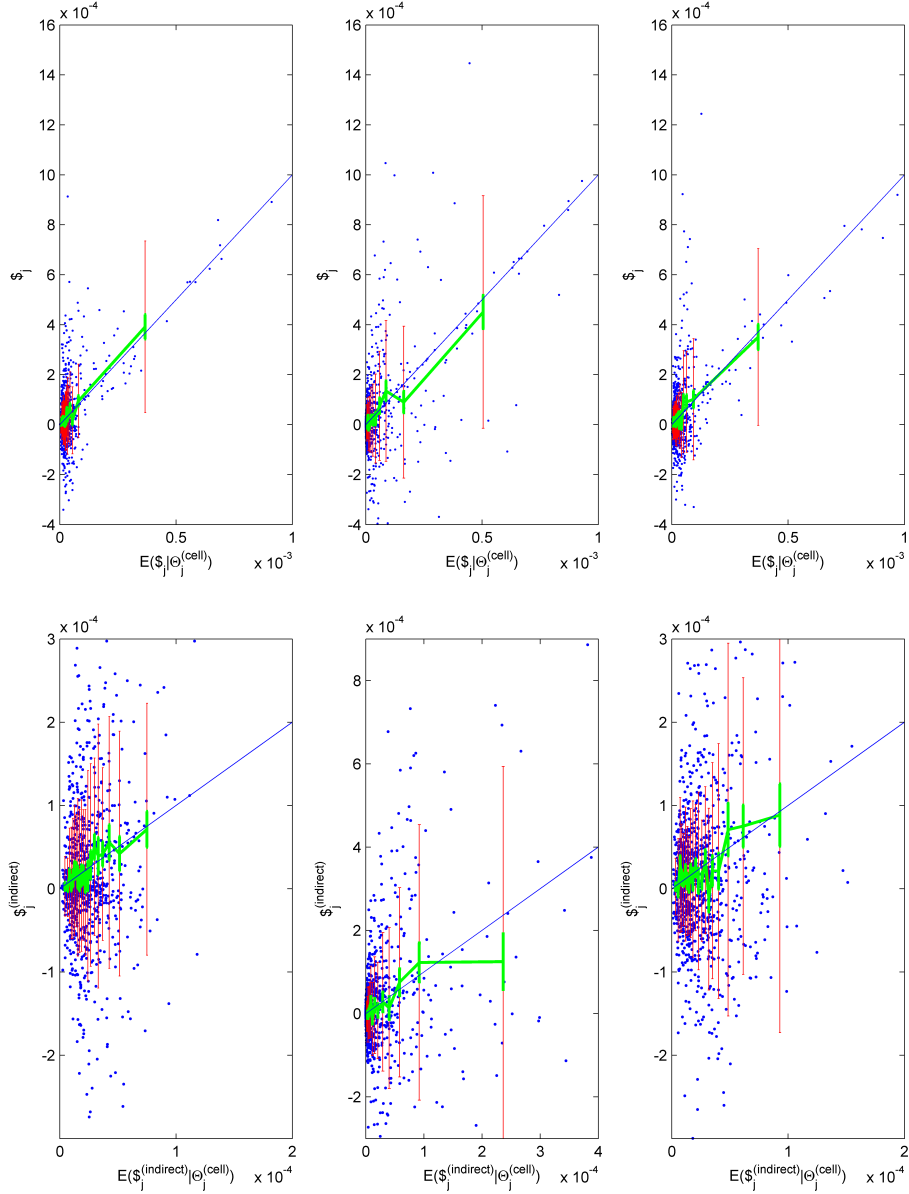 x 10⁻⁴ x 10⁻⁴ x 10⁻⁴
16 16 16
14 14 14
12 12 12
10 10 10
8 8 8
6 6 6
$ⱼ $ⱼ $ⱼ
4 4 4
2 2 2
0 0 0
-2 -2 -2
-4 -4 -4
0 0.5 1 0 0.5 1 0 0.5 1
E($ⱼ|Θⱼ^(cell)) x 10⁻³ E($ⱼ|Θⱼ^(cell)) x 10⁻³ E($ⱼ|Θⱼ^(cell)) x 10⁻³
x 10⁻⁴ x 10⁻⁴ x 10⁻⁴
3 8 3
2 6 2
1 4 1
$ⱼ^(indirect) $ⱼ^(indirect) $ⱼ^(indirect)
0 2 0
-1 0 -1
-2 -2 -2
0 1 2 0 1 2 3 4 0 1 2
E($ⱼ^(indirect)|Θⱼ^(cell)) x 10⁻⁴ E($ⱼ^(indirect)|Θⱼ^(cell)) x 10⁻⁴ E($ⱼ^(indirect)|Θⱼ^(cell)) x 10⁻⁴